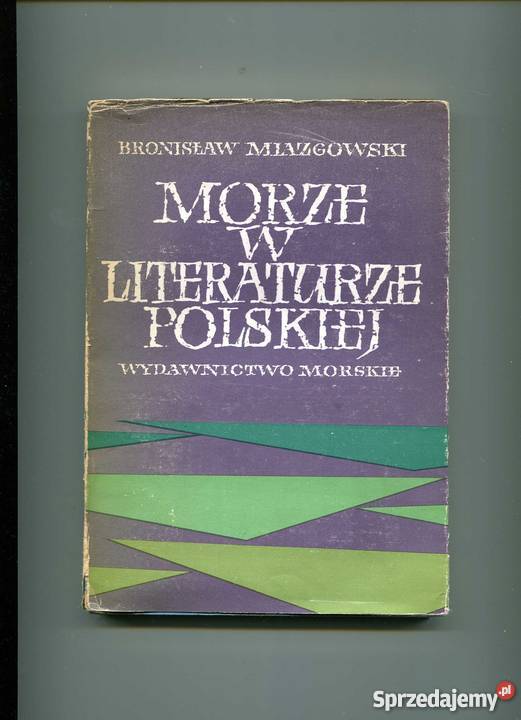 BRONISŁAW MIAZGOWSKI
MORZE
W
LITERATURZE
POLSKIEJ
WYDAWNICTWO MORSKIE
Sprzedajemy.pl